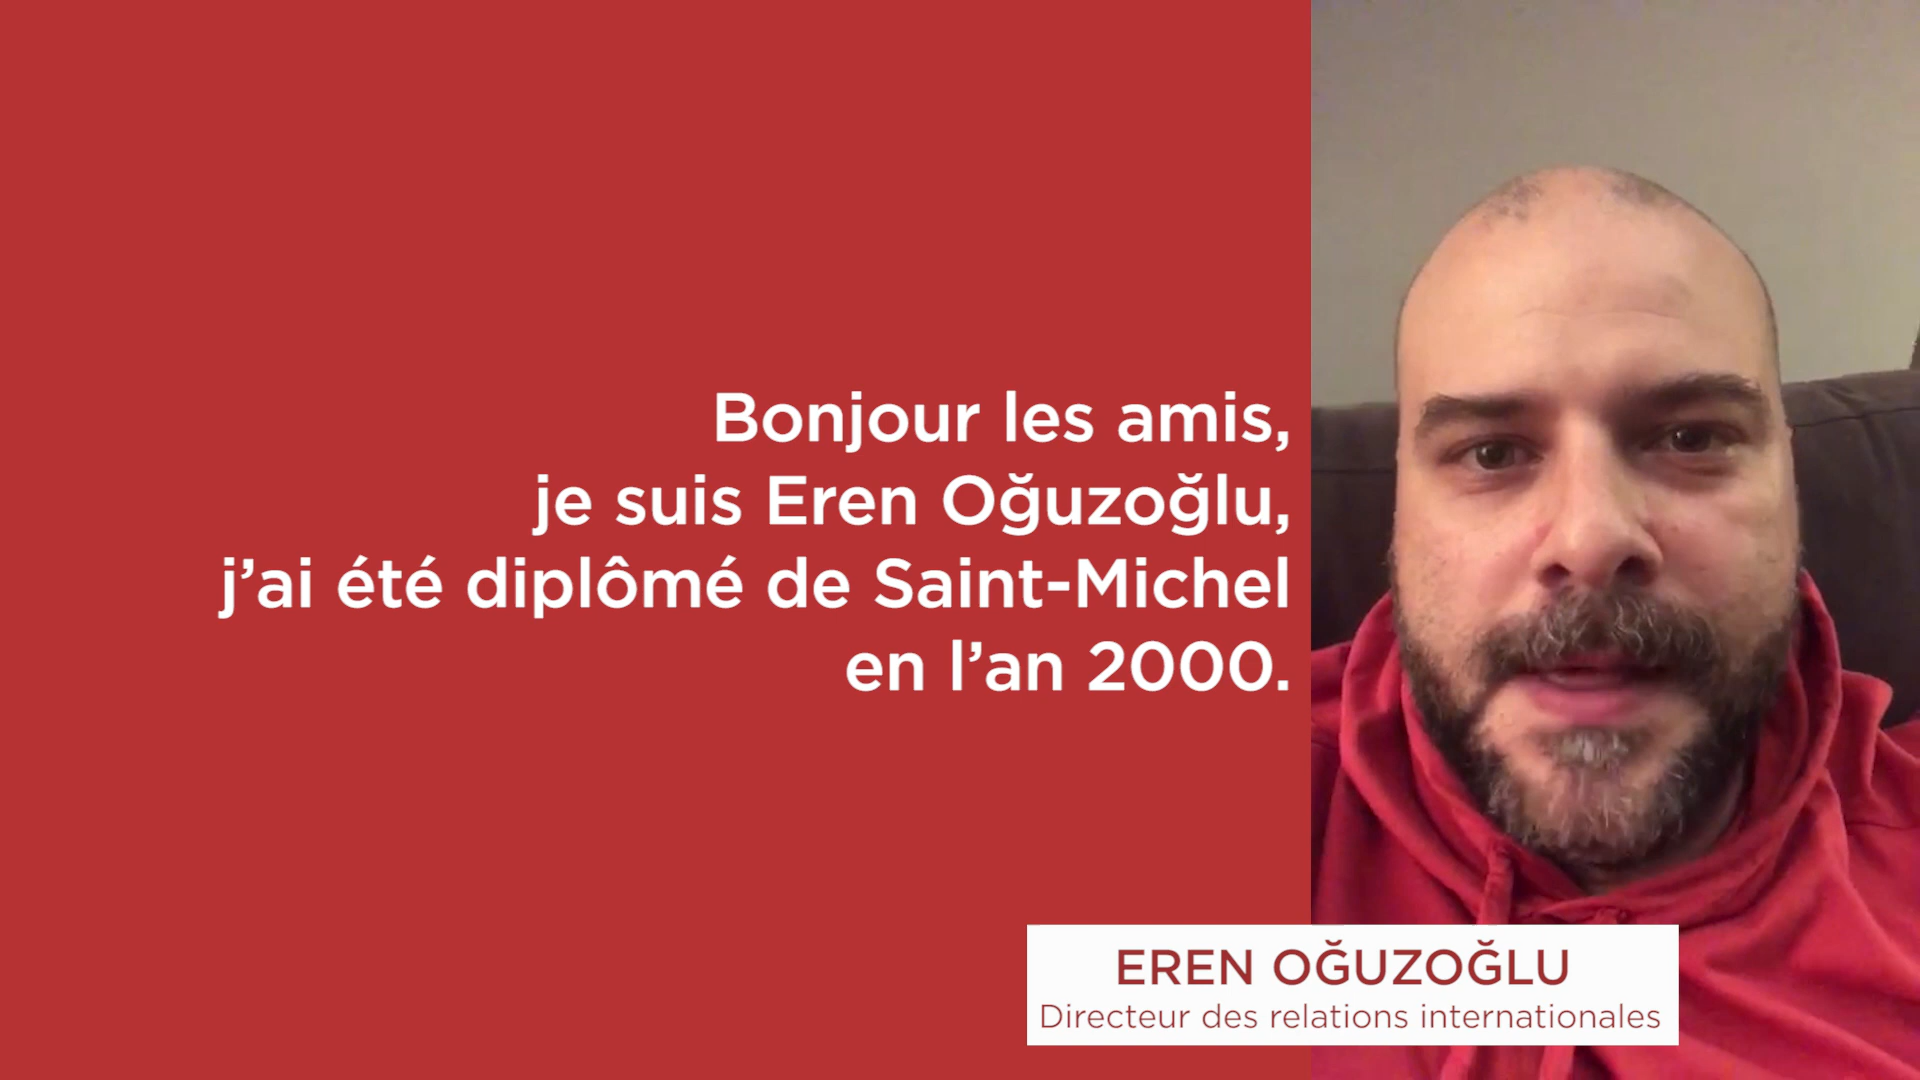 Bonjour les amis,
je suis Eren Oğuzoğlu,
j’ai été diplômé de Saint-Michel
en l’an 2000.
EREN OĞUZOĞLU
Directeur des relations internationales